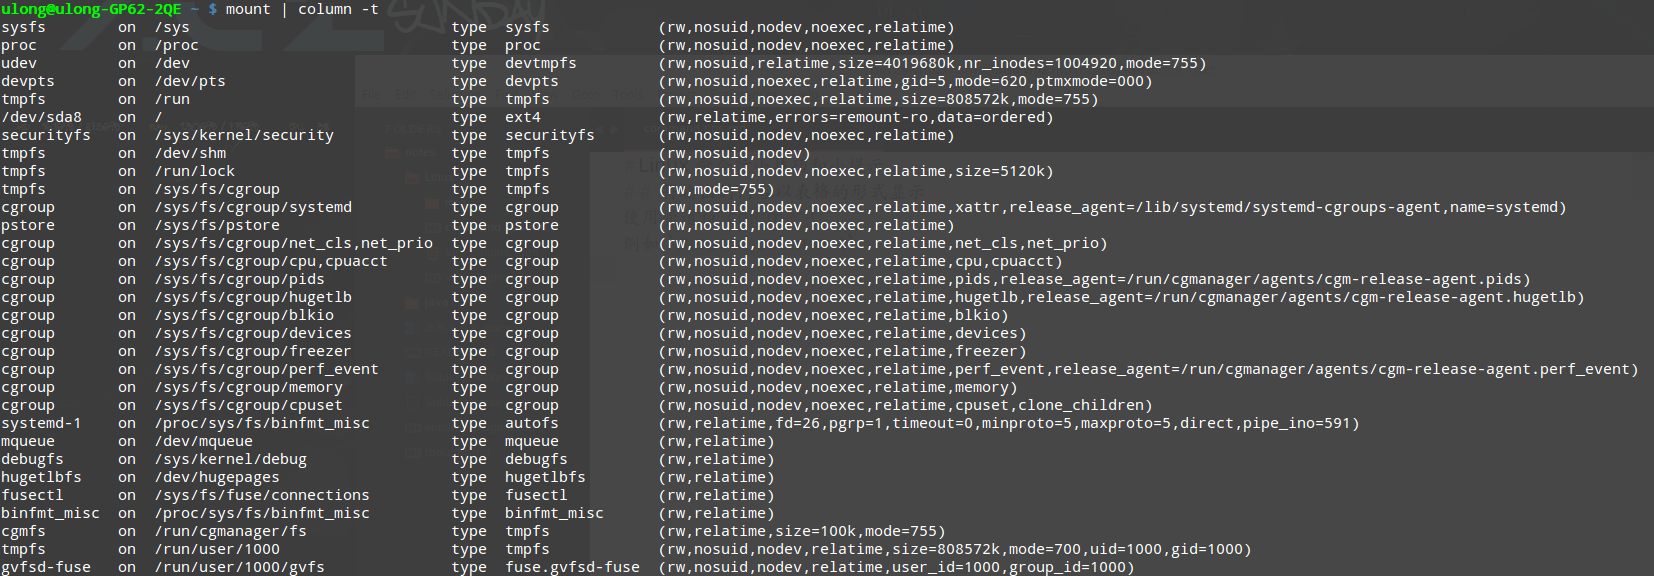 ulong@ulong-GP62-2QE ~ $ mount | column -t
sysfs on /sys type sysfs (rw,nosuid,nodev,noexec,relatime)
proc on /proc type proc (rw,nosuid,nodev,noexec,relatime)
udev on /dev type devtmpfs (rw,nosuid,relatime,size=4019680k,nr_inodes=1004920,mode=755)
devpts on /dev/pts type devpts (rw,nosuid,noexec,relatime,gid=5,mode=620,ptmxmode=000)
tmpfs on /run type tmpfs (rw,nosuid,noexec,relatime,size=808572k,mode=755)
/dev/sda8 on / type ext4 (rw,relatime,errors=remount-ro,data=ordered)
securityfs on /sys/kernel/security type securityfs (rw,nosuid,nodev,noexec,relatime)
tmpfs on /dev/shm type tmpfs (rw,nosuid,nodev)
tmpfs on /run/lock type tmpfs (rw,nosuid,nodev,noexec,relatime,size=5120k)
tmpfs on /sys/fs/cgroup type tmpfs (rw,mode=755)
cgroup on /sys/fs/cgroup/systemd type cgroup (rw,nosuid,nodev,noexec,relatime,xattr,release_agent=/lib/systemd/systemd-cgroups-agent,name=systemd)
pstore on /sys/fs/pstore type pstore (rw,nosuid,nodev,noexec,relatime)
cgroup on /sys/fs/cgroup/net_cls,net_prio type cgroup (rw,nosuid,nodev,noexec,relatime,net_cls,net_prio)
cgroup on /sys/fs/cgroup/cpu,cpuacct type cgroup (rw,nosuid,nodev,noexec,relatime,cpu,cpuacct)
cgroup on /sys/fs/cgroup/pids type cgroup (rw,nosuid,nodev,noexec,relatime,pids,release_agent=/run/cgmanager/agents/cgm-release-agent.pids)
cgroup on /sys/fs/cgroup/hugetlb type cgroup (rw,nosuid,nodev,noexec,relatime,hugetlb,release_agent=/run/cgmanager/agents/cgm-release-agent.hugetlb)
cgroup on /sys/fs/cgroup/blkio type cgroup (rw,nosuid,nodev,noexec,relatime,blkio)
cgroup on /sys/fs/cgroup/devices type cgroup (rw,nosuid,nodev,noexec,relatime,devices)
cgroup on /sys/fs/cgroup/freezer type cgroup (rw,nosuid,nodev,noexec,relatime,freezer)
cgroup on /sys/fs/cgroup/perf_event type cgroup (rw,nosuid,nodev,noexec,relatime,perf_event,release_agent=/run/cgmanager/agents/cgm-release-agent.perf_event)
cgroup on /sys/fs/cgroup/memory type cgroup (rw,nosuid,nodev,noexec,relatime,memory)
cgroup on /sys/fs/cgroup/cpuset type cgroup (rw,nosuid,nodev,noexec,relatime,cpuset,clone_children)
systemd-1 on /proc/sys/fs/binfmt_misc type autofs (rw,relatime,fd=26,pgrp=1,timeout=0,minproto=5,maxproto=5,direct,pipe_ino=591)
mqueue on /dev/mqueue type mqueue (rw,relatime)
debugfs on /sys/kernel/debug type debugfs (rw,relatime)
hugetlbfs on /dev/hugepages type hugetlbfs (rw,relatime)
fusectl on /sys/fs/fuse/connections type fusectl (rw,relatime)
binfmt_misc on /proc/sys/fs/binfmt_misc type binfmt_misc (rw,relatime)
cgmfs on /run/cgmanager/fs type tmpfs (rw,relatime,size=100k,mode=755)
tmpfs on /run/user/1000 type tmpfs (rw,nosuid,nodev,relatime,size=808572k,mode=700,uid=1000,gid=1000)
gvfsd-fuse on /run/user/1000/gvfs type fuse.gvfsd-fuse (rw,nosuid,nodev,relatime,user_id=1000,group_id=1000)